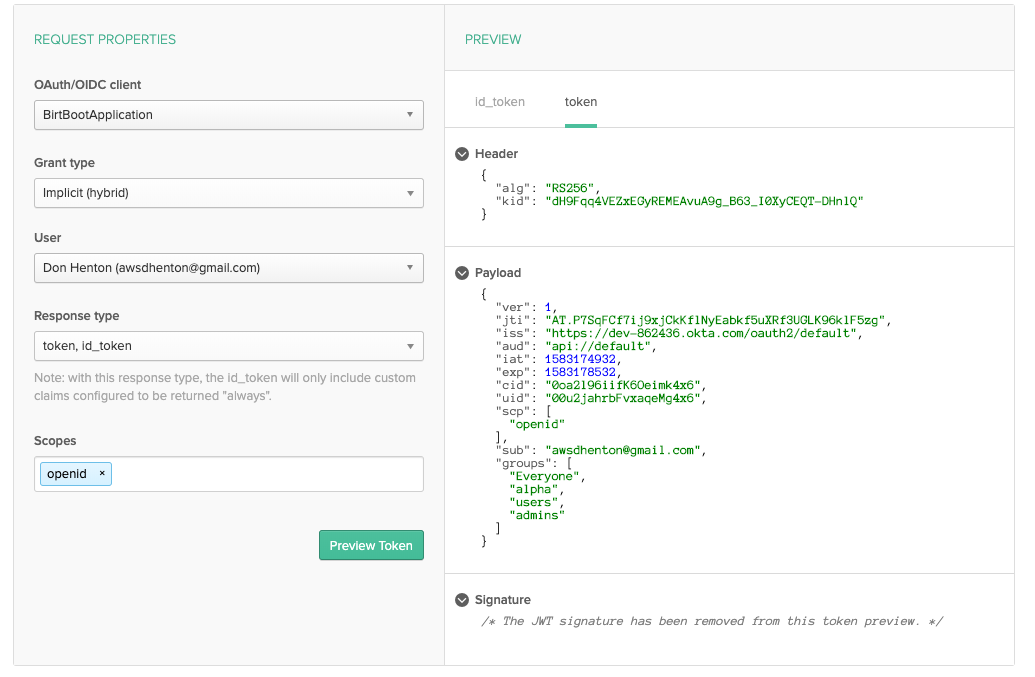 REQUEST PROPERTIES
OAuth/OIDC client
BirtBootApplication
Grant type
Implicit (hybrid)
User
Don Henton (awsdhenton@gmail.com)
Response type
token, id_token
Note: with this response type, the id_token will only include custom
claims configured to be returned "always".
Scopes
openid ×
Preview Token
PREVIEW
id_token token
Header
{
"alg": "RS256",
"kid": "dH9Fqq4VEZxEGyREMEAvuA9g_B63_I0XyCEQT-DHn1Q"
}
Payload
{
"ver": 1,
"jti": "AT.P7SqFCf7ij9xjCkKf1NyEabkf5uXRf3UGLK96k1F5zg",
"iss": "https://dev-862436.okta.com/oauth2/default",
"aud": "api://default",
"iat": 1583174932,
"exp": 1583178532,
"cid": "0oa2l96iifK6Oeimk4x6",
"uid": "00u2jahrbFvxaqeMg4x6",
"scp": [
"openid"
],
"sub": "awsdhenton@gmail.com",
"groups": [
"Everyone",
"alpha",
"users",
"admins"
]
}
Signature
/* The JWT signature has been removed from this token preview. */